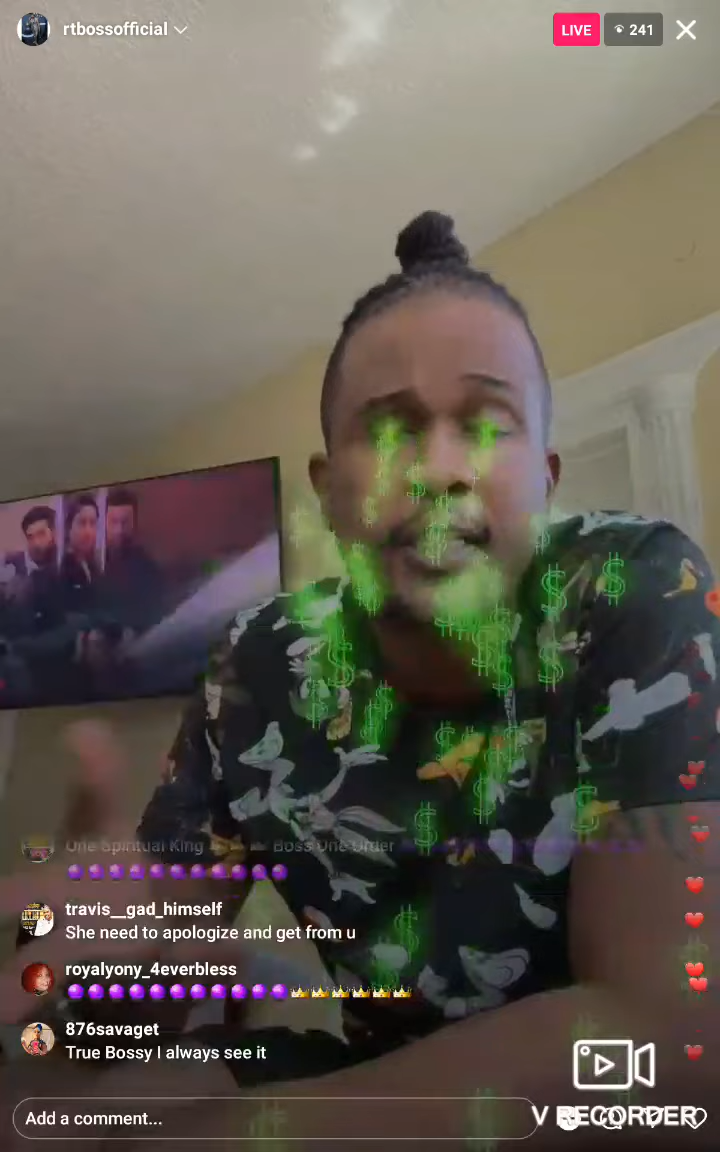 rtbossofficial
LIVE
241
One Spiritual King Boss One Order
travis__gad_himself
She need to apologize and get from u
royalyony_4everbless
876savaget
True Bossy I always see it
Add a comment...
V RECORDER